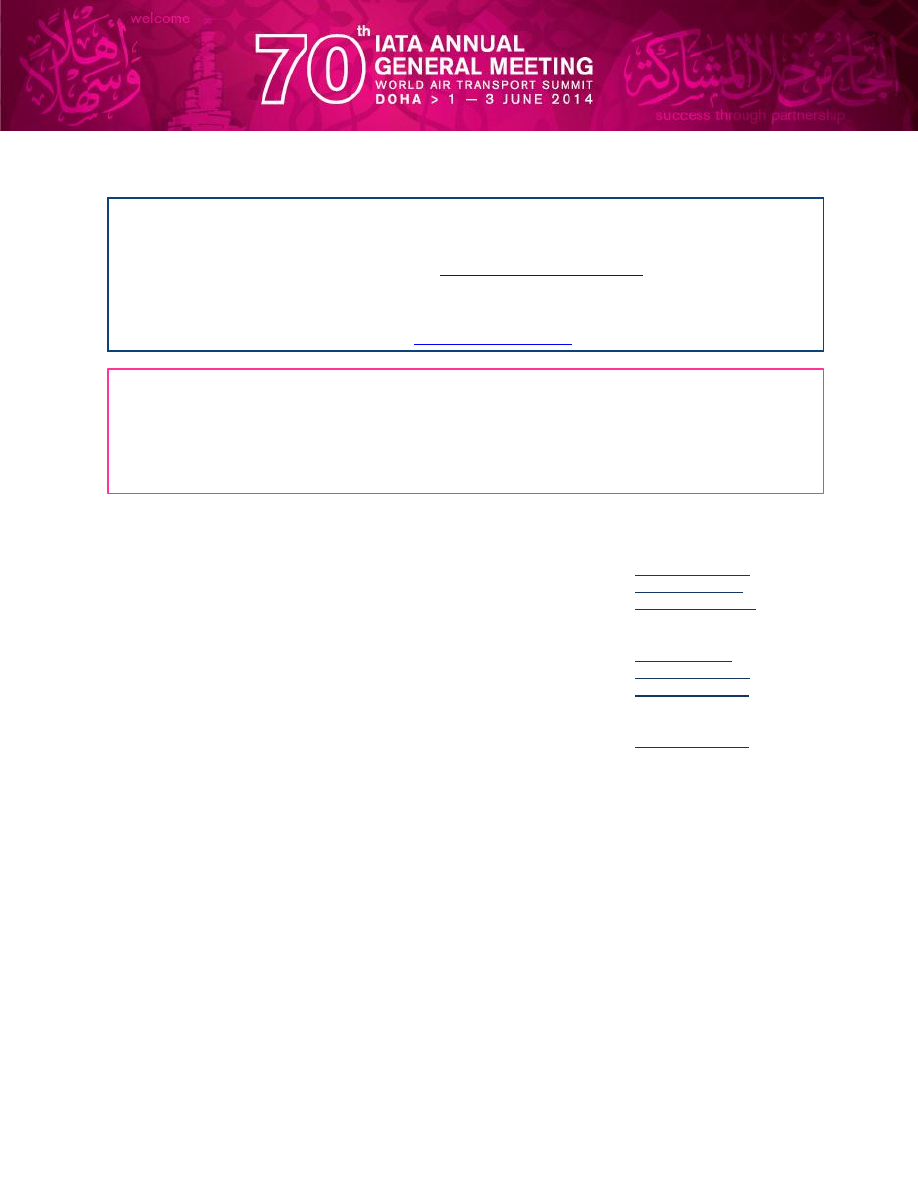 welcome
أهلاً
وسهلاً
70th
IATA ANNUAL
GENERAL MEETING
WORLD AIR TRANSPORT SUMMIT
DOHA > 1 — 3 JUNE 2014
النجاح من خلال المشاركة
success through partnership